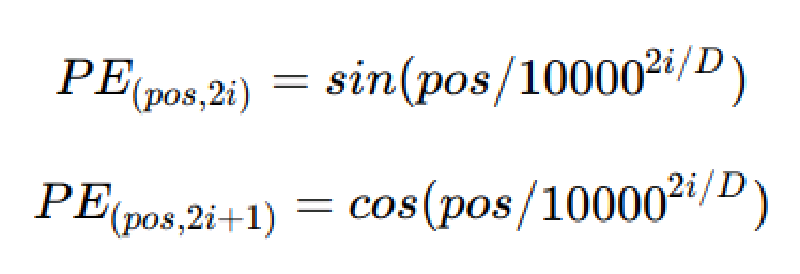 PE_{(pos,2i)} = sin(pos/10000^{2i/D})
PE_{(pos,2i+1)} = cos(pos/10000^{2i/D})